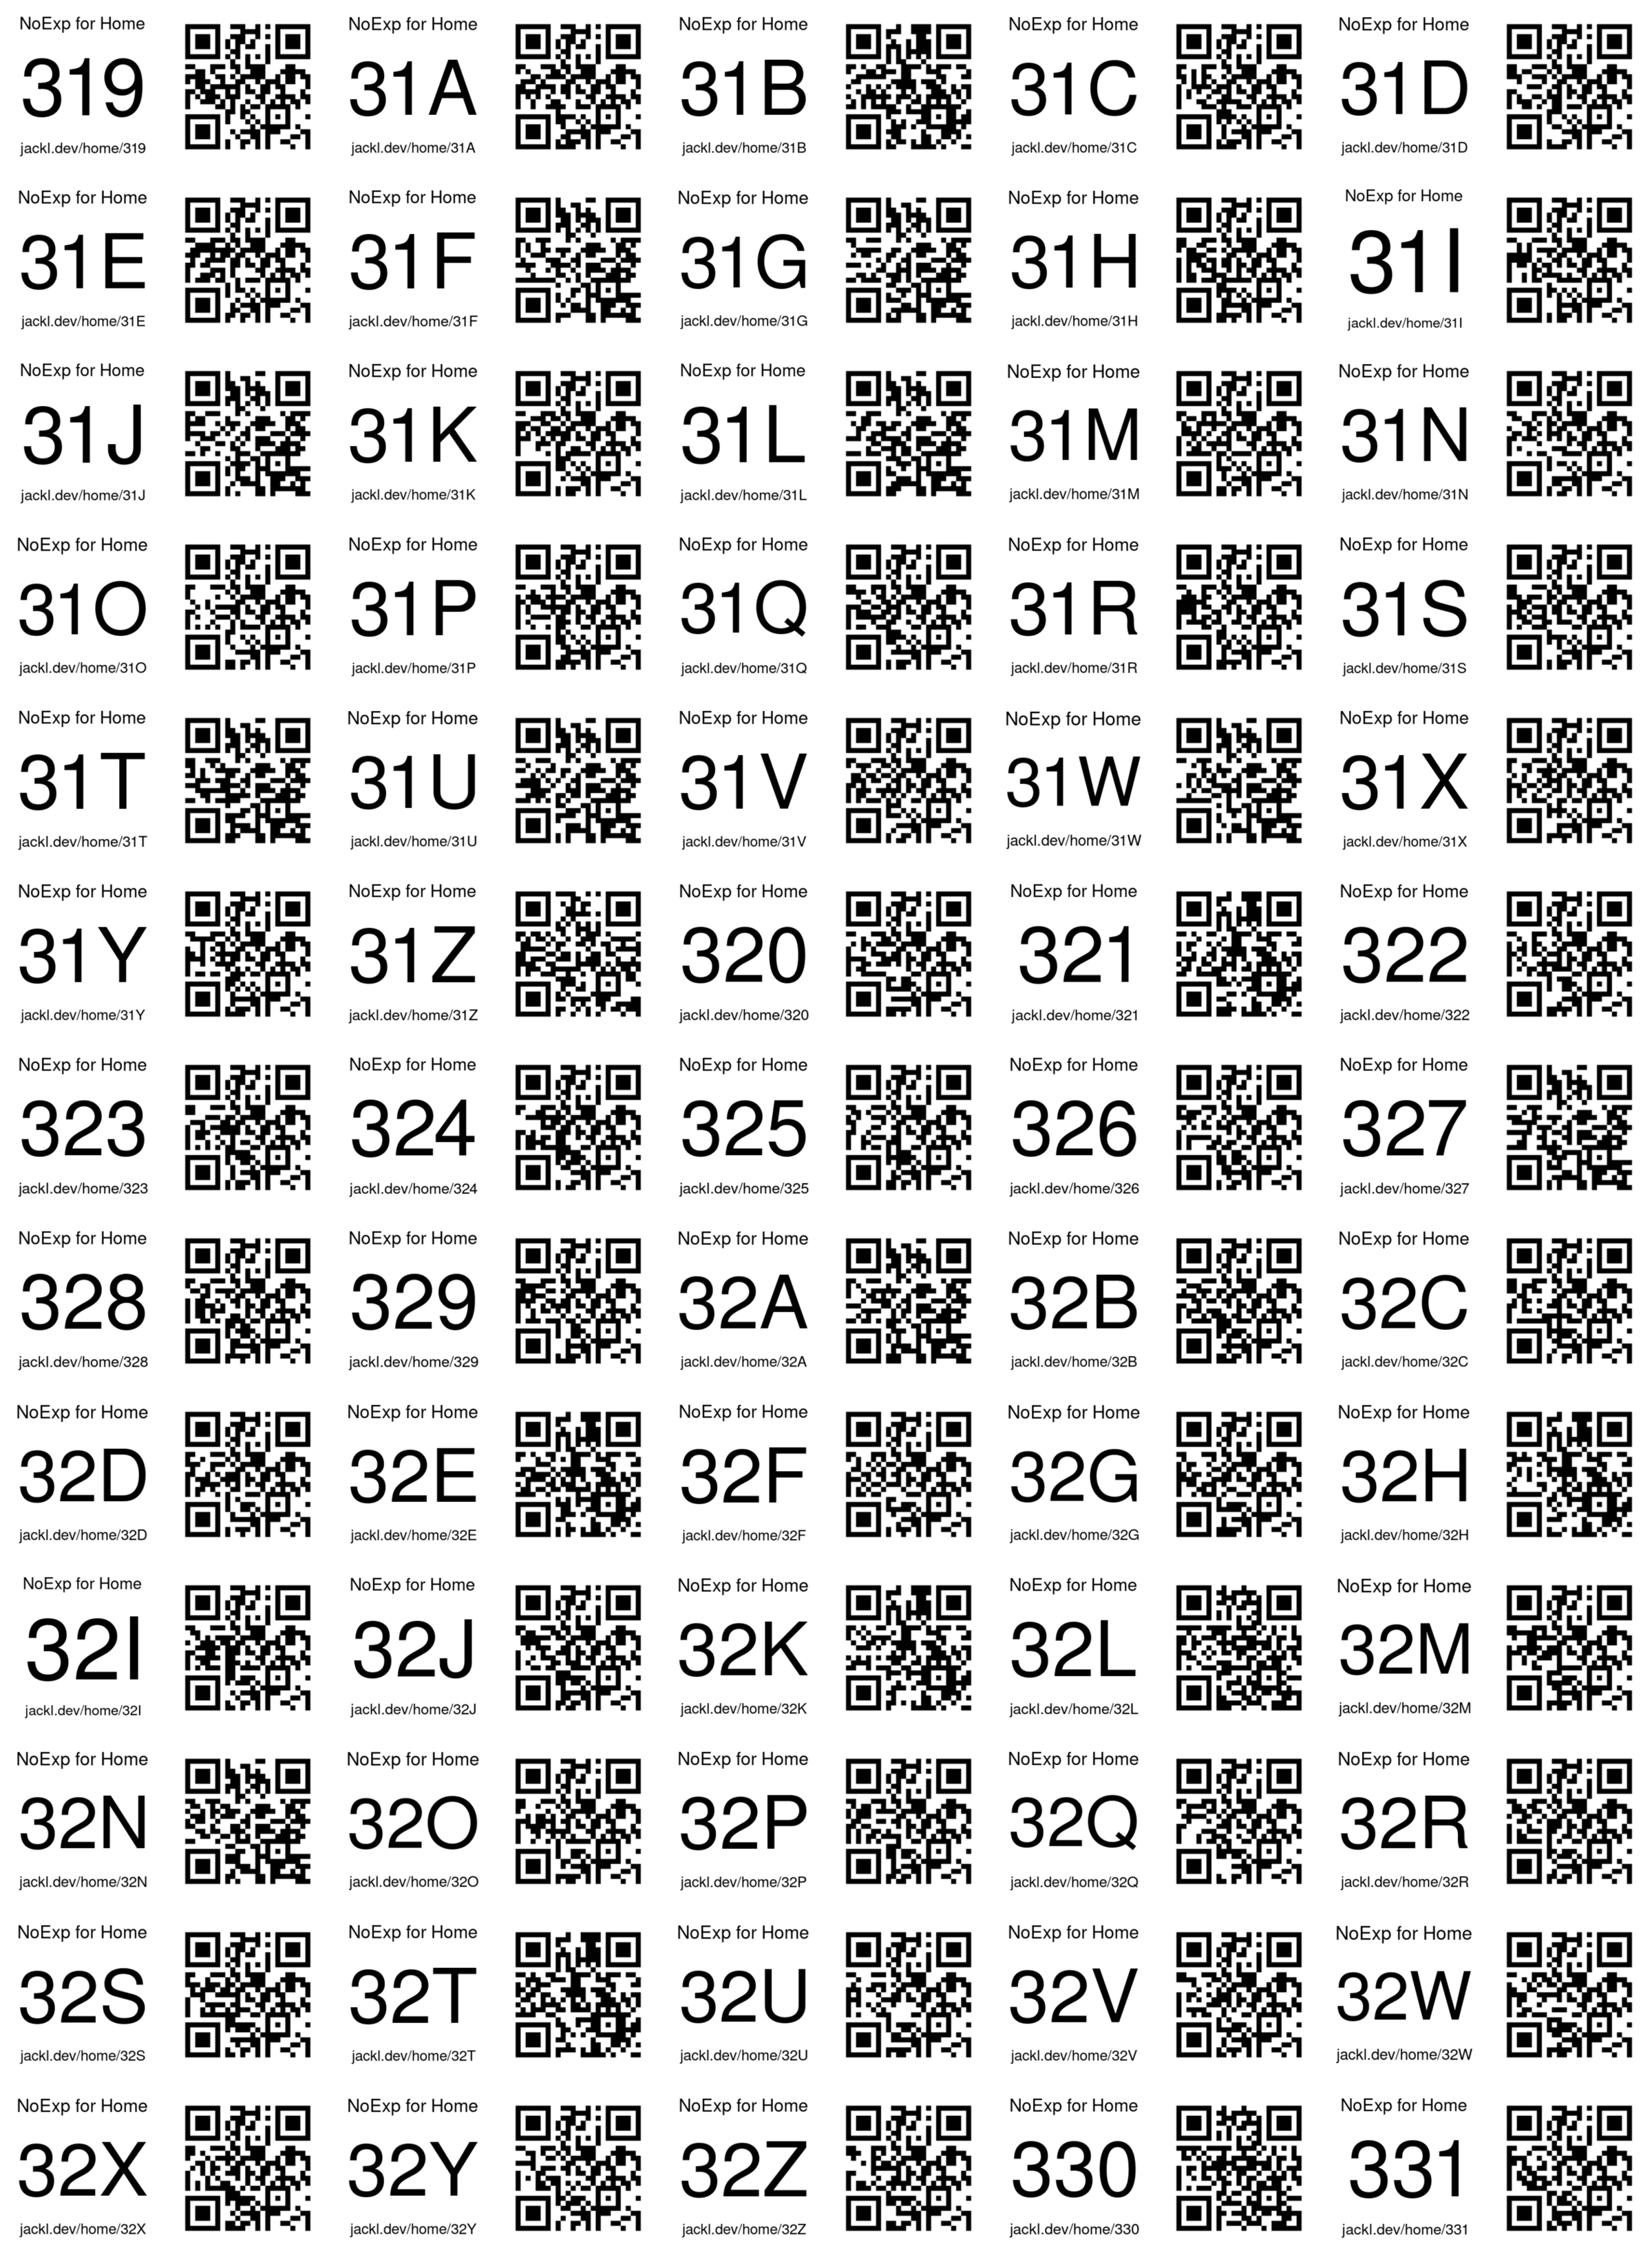 NoExp for Home
319
jackl.dev/home/319
NoExp for Home
31A
jackl.dev/home/31A
NoExp for Home
31B
jackl.dev/home/31B
NoExp for Home
31C
jackl.dev/home/31C
NoExp for Home
31D
jackl.dev/home/31D
NoExp for Home
31E
jackl.dev/home/31E
NoExp for Home
31F
jackl.dev/home/31F
NoExp for Home
31G
jackl.dev/home/31G
NoExp for Home
31H
jackl.dev/home/31H
NoExp for Home
31I
jackl.dev/home/31I
NoExp for Home
31J
jackl.dev/home/31J
NoExp for Home
31K
jackl.dev/home/31K
NoExp for Home
31L
jackl.dev/home/31L
NoExp for Home
31M
jackl.dev/home/31M
NoExp for Home
31N
jackl.dev/home/31N
NoExp for Home
31O
jackl.dev/home/31O
NoExp for Home
31P
jackl.dev/home/31P
NoExp for Home
31Q
jackl.dev/home/31Q
NoExp for Home
31R
jackl.dev/home/31R
NoExp for Home
31S
jackl.dev/home/31S
NoExp for Home
31T
jackl.dev/home/31T
NoExp for Home
31U
jackl.dev/home/31U
NoExp for Home
31V
jackl.dev/home/31V
NoExp for Home
31W
jackl.dev/home/31W
NoExp for Home
31X
jackl.dev/home/31X
NoExp for Home
31Y
jackl.dev/home/31Y
NoExp for Home
31Z
jackl.dev/home/31Z
NoExp for Home
320
jackl.dev/home/320
NoExp for Home
321
jackl.dev/home/321
NoExp for Home
322
jackl.dev/home/322
NoExp for Home
323
jackl.dev/home/323
NoExp for Home
324
jackl.dev/home/324
NoExp for Home
325
jackl.dev/home/325
NoExp for Home
326
jackl.dev/home/326
NoExp for Home
327
jackl.dev/home/327
NoExp for Home
328
jackl.dev/home/328
NoExp for Home
329
jackl.dev/home/329
NoExp for Home
32A
jackl.dev/home/32A
NoExp for Home
32B
jackl.dev/home/32B
NoExp for Home
32C
jackl.dev/home/32C
NoExp for Home
32D
jackl.dev/home/32D
NoExp for Home
32E
jackl.dev/home/32E
NoExp for Home
32F
jackl.dev/home/32F
NoExp for Home
32G
jackl.dev/home/32G
NoExp for Home
32H
jackl.dev/home/32H
NoExp for Home
32I
jackl.dev/home/32I
NoExp for Home
32J
jackl.dev/home/32J
NoExp for Home
32K
jackl.dev/home/32K
NoExp for Home
32L
jackl.dev/home/32L
NoExp for Home
32M
jackl.dev/home/32M
NoExp for Home
32N
jackl.dev/home/32N
NoExp for Home
32O
jackl.dev/home/32O
NoExp for Home
32P
jackl.dev/home/32P
NoExp for Home
32Q
jackl.dev/home/32Q
NoExp for Home
32R
jackl.dev/home/32R
NoExp for Home
32S
jackl.dev/home/32S
NoExp for Home
32T
jackl.dev/home/32T
NoExp for Home
32U
jackl.dev/home/32U
NoExp for Home
32V
jackl.dev/home/32V
NoExp for Home
32W
jackl.dev/home/32W
NoExp for Home
32X
jackl.dev/home/32X
NoExp for Home
32Y
jackl.dev/home/32Y
NoExp for Home
32Z
jackl.dev/home/32Z
NoExp for Home
330
jackl.dev/home/330
NoExp for Home
331
jackl.dev/home/331